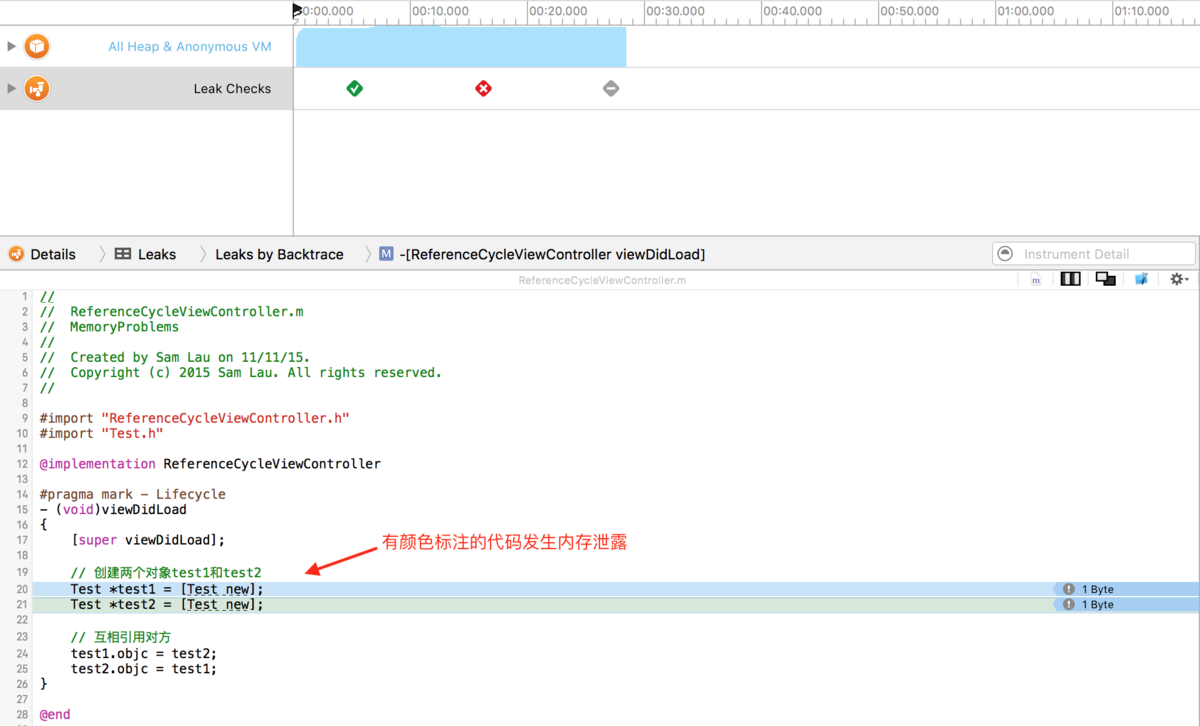 00:00.000 00:10.000 00:20.000 00:30.000 00:40.000 00:50.000 01:00.000 01:10.000
All Heap & Anonymous VM
Leak Checks
Details Leaks Leaks by Backtrace M -[ReferenceCycleViewController viewDidLoad] Instrument Detail
ReferenceCycleViewController.m m
1 //
2 //  ReferenceCycleViewController.m
3 //  MemoryProblems
4 //
5 //  Created by Sam Lau on 11/11/15.
6 //  Copyright (c) 2015 Sam Lau. All rights reserved.
7 //
8
9 #import "ReferenceCycleViewController.h"
10 #import "Test.h"
11
12 @implementation ReferenceCycleViewController
13
14 #pragma mark - Lifecycle
15 - (void)viewDidLoad
16 {
17     [super viewDidLoad];
有颜色标注的代码发生内存泄露
18
19     // 创建两个对象test1和test2
20     Test *test1 = [Test new]; 1 Byte
21     Test *test2 = [Test new]; 1 Byte
22
23     // 互相引用对方
24     test1.objc = test2;
25     test2.objc = test1;
26 }
27
28 @end